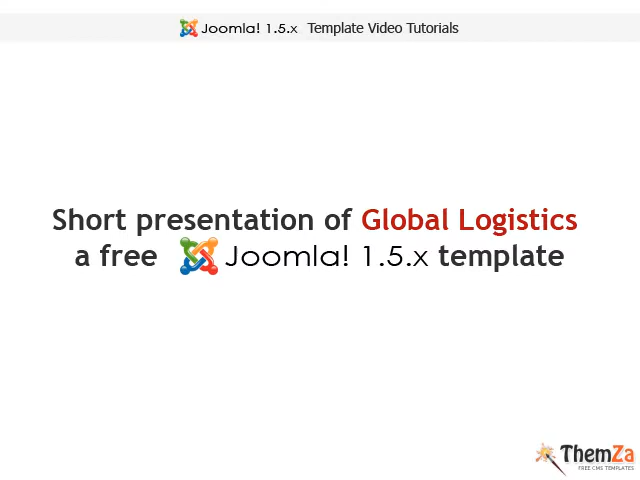 Joomla! 1.5.x Template Video Tutorials
Short presentation of Global Logistics
a free Joomla! 1.5.x template
ThemZa
FREE CMS TEMPLATES